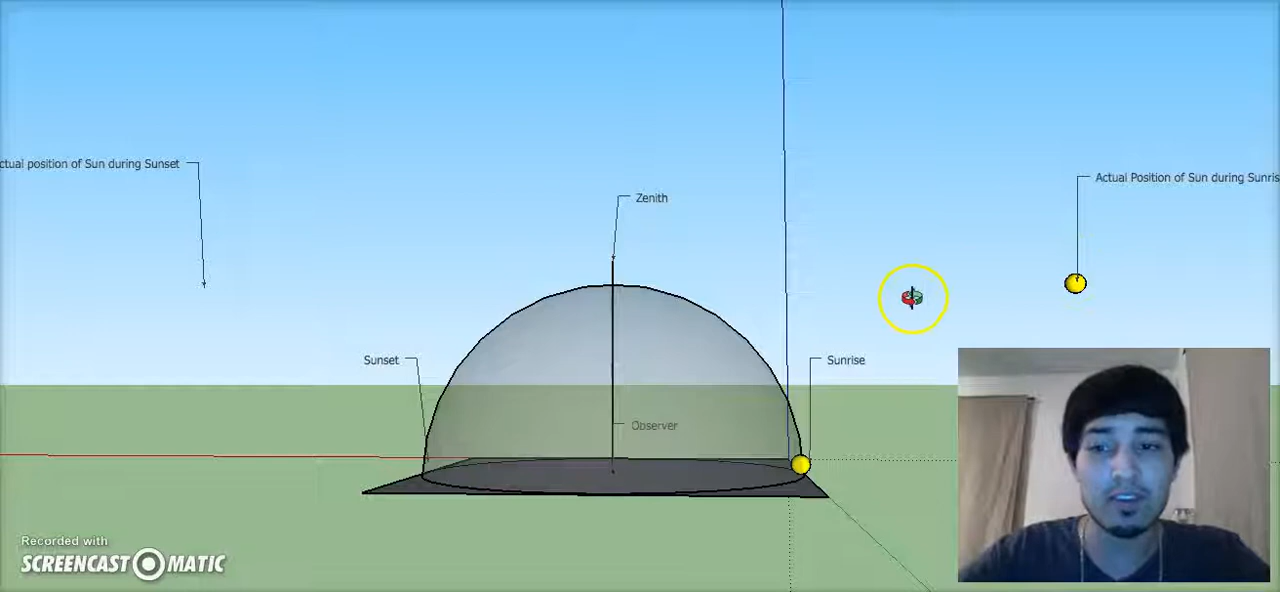 ctual position of Sun during Sunset
Actual Position of Sun during Sunris
Zenith
Sunset
Sunrise
Observer
Recorded with
SCREENCAST-O-MATIC